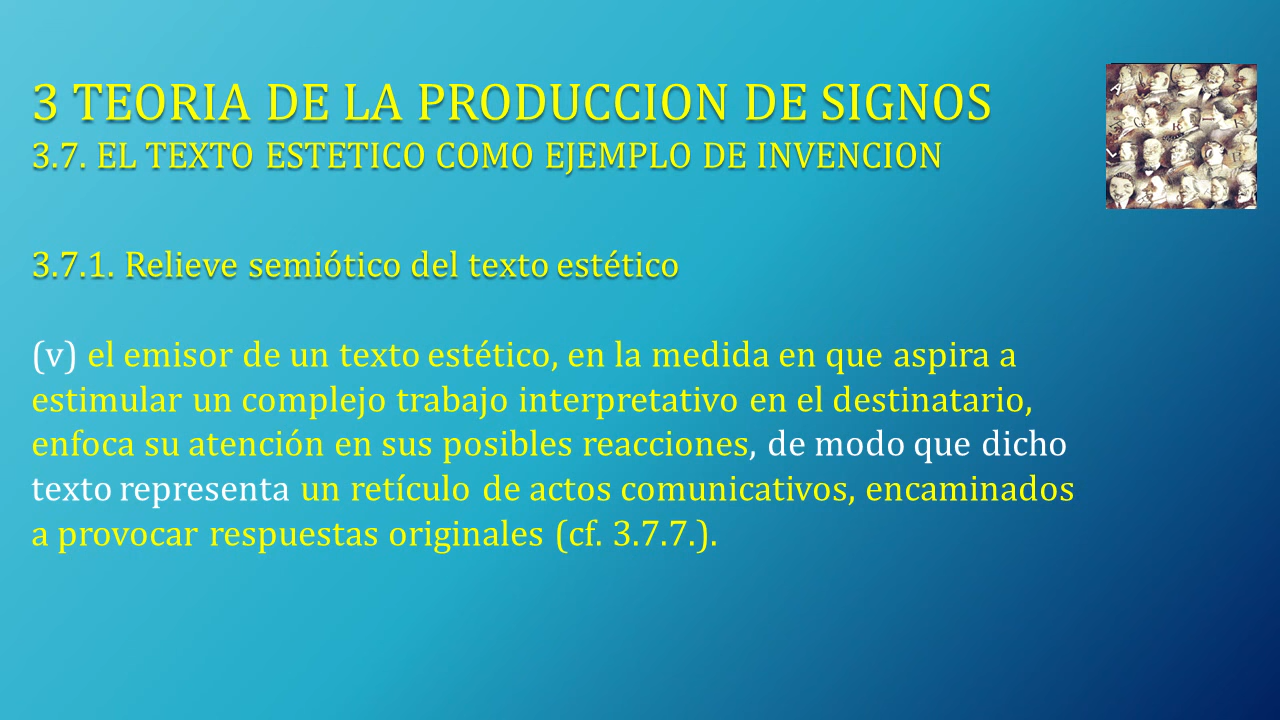 3 TEORIA DE LA PRODUCCION DE SIGNOS
3.7. EL TEXTO ESTETICO COMO EJEMPLO DE INVENCION
3.7.1. Relieve semiótico del texto estético
(v) el emisor de un texto estético, en la medida en que aspira a
estimular un complejo trabajo interpretativo en el destinatario,
enfoca su atención en sus posibles reacciones, de modo que dicho
texto representa un retículo de actos comunicativos, encaminados
a provocar respuestas originales (cf. 3.7.7.).